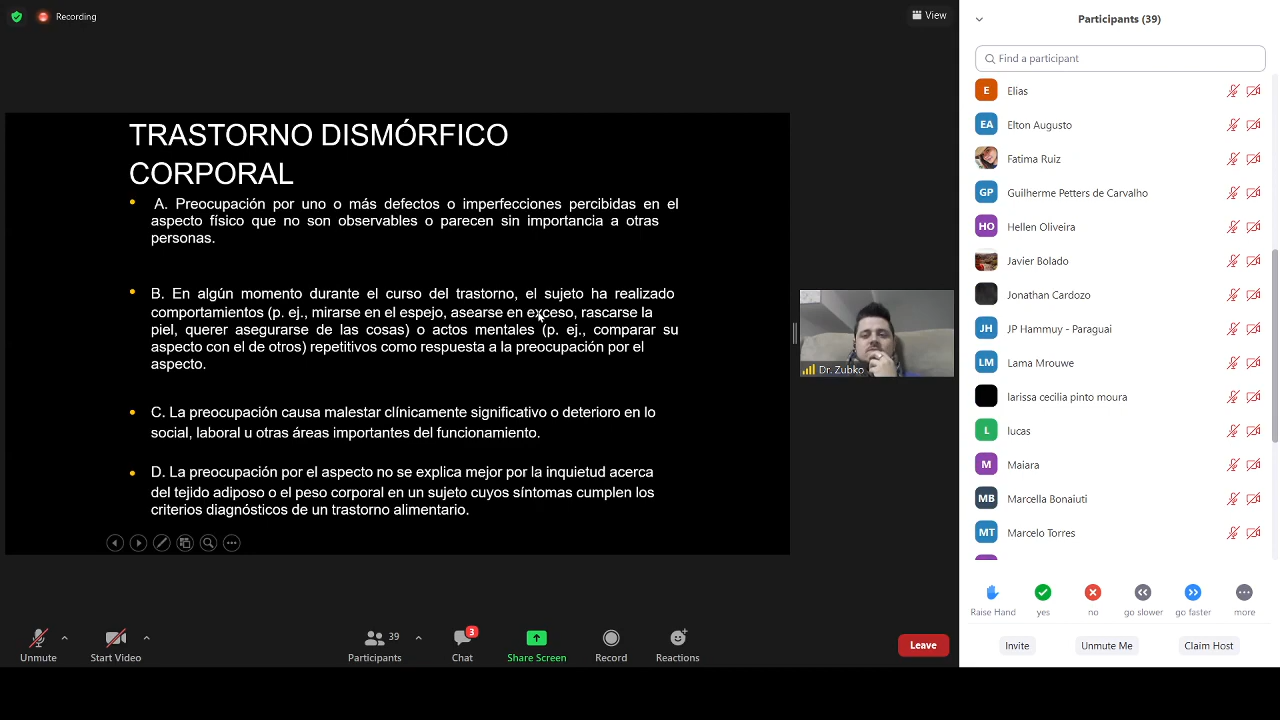 Recording
View
TRASTORNO DISMÓRFICO
CORPORAL
• A. Preocupación por uno o más defectos o imperfecciones percibidas en el
aspecto físico que no son observables o parecen sin importancia a otras
personas.
• B. En algún momento durante el curso del trastorno, el sujeto ha realizado
comportamientos (p. ej., mirarse en el espejo, asearse en exceso, rascarse la
piel, querer asegurarse de las cosas) o actos mentales (p. ej., comparar su
aspecto con el de otros) repetitivos como respuesta a la preocupación por el
aspecto.
• C. La preocupación causa malestar clínicamente significativo o deterioro en lo
social, laboral u otras áreas importantes del funcionamiento.
• D. La preocupación por el aspecto no se explica mejor por la inquietud acerca
del tejido adiposo o el peso corporal en un sujeto cuyos síntomas cumplen los
criterios diagnósticos de un trastorno alimentario.
Dr. Zubko
Participants (39)
Find a participant
E Elias
EA Elton Augusto
Fatima Ruiz
GP Guilherme Petters de Carvalho
HO Hellen Oliveira
Javier Bolado
Jonathan Cardozo
JH JP Hammuy - Paraguai
LM Lama Mrouwe
larissa cecilia pinto moura
L lucas
M Maiara
MB Marcella Bonaiuti
MT Marcelo Torres
Raise Hand yes no go slower go faster more
Invite Unmute Me Claim Host
Unmute Start Video 39 Participants 3 Chat Share Screen Record Reactions Leave